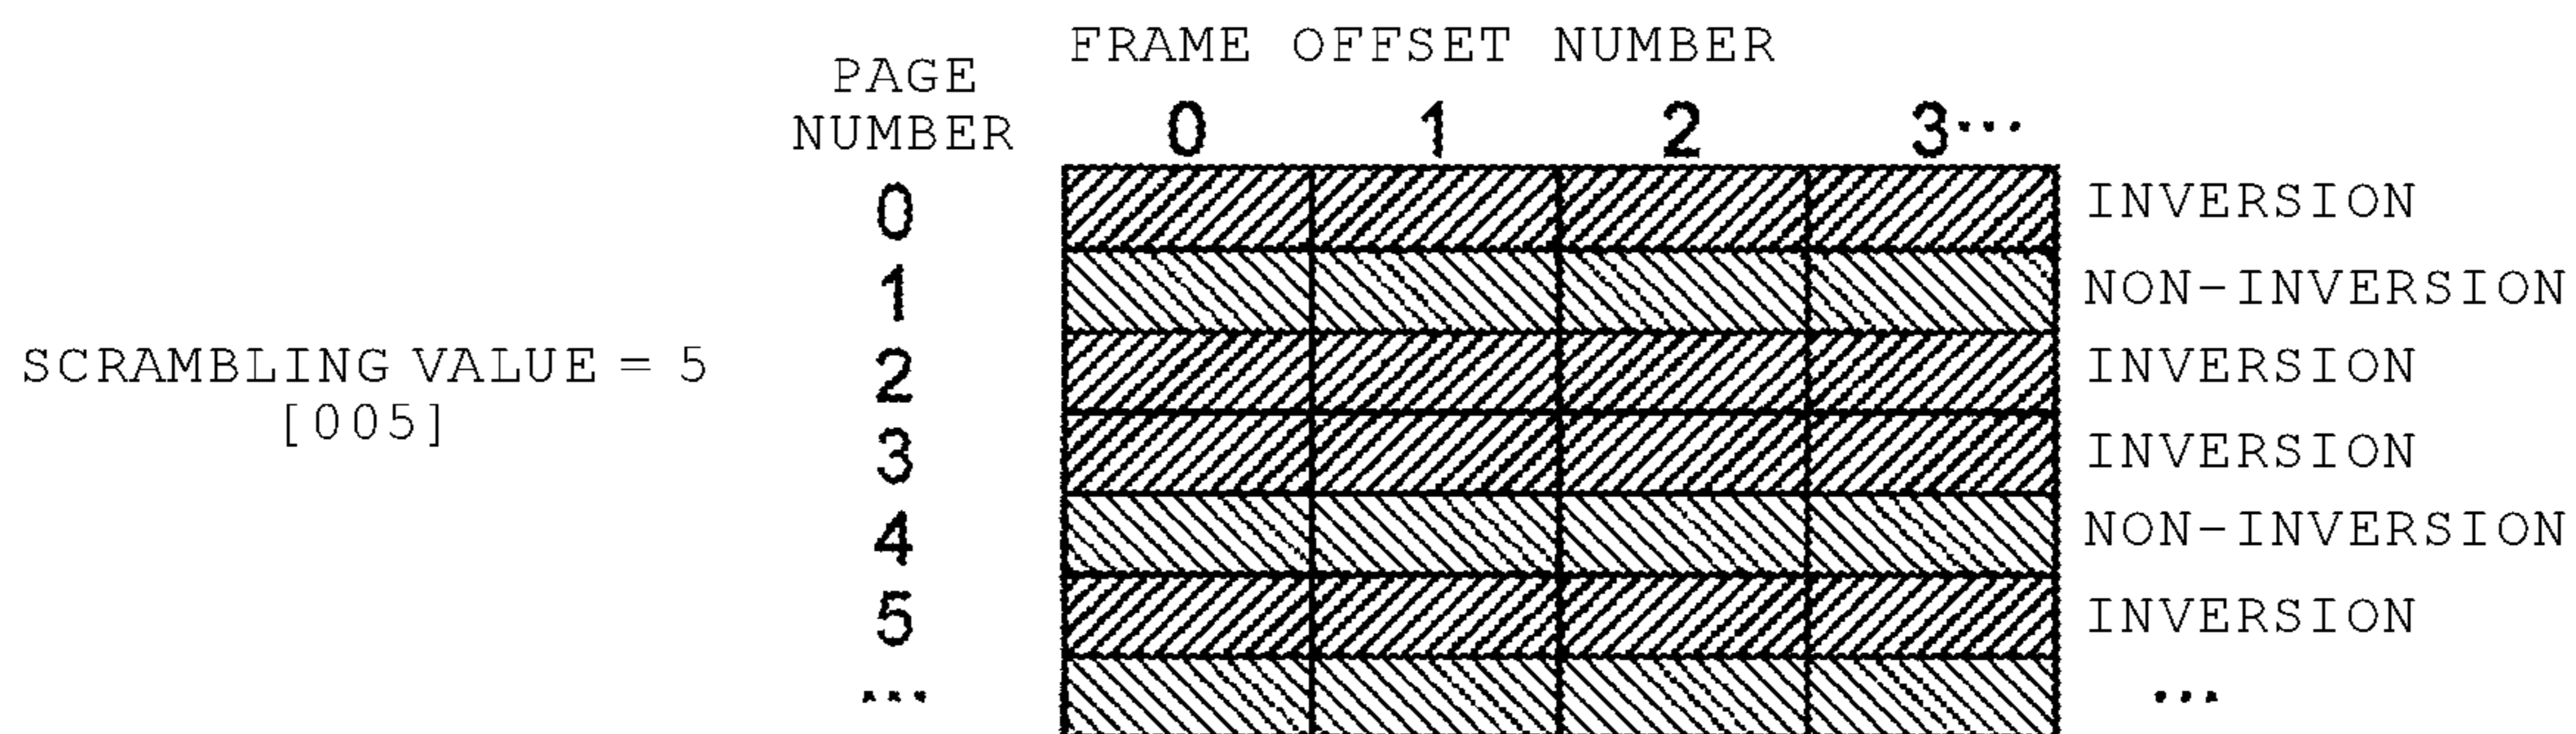 FRAME OFFSET NUMBER
PAGE
NUMBER
0 1 2 3...
0 INVERSION
1 NON-INVERSION
SCRAMBLING VALUE = 5
[005]
2 INVERSION
3 INVERSION
4 NON-INVERSION
5 INVERSION
... ...